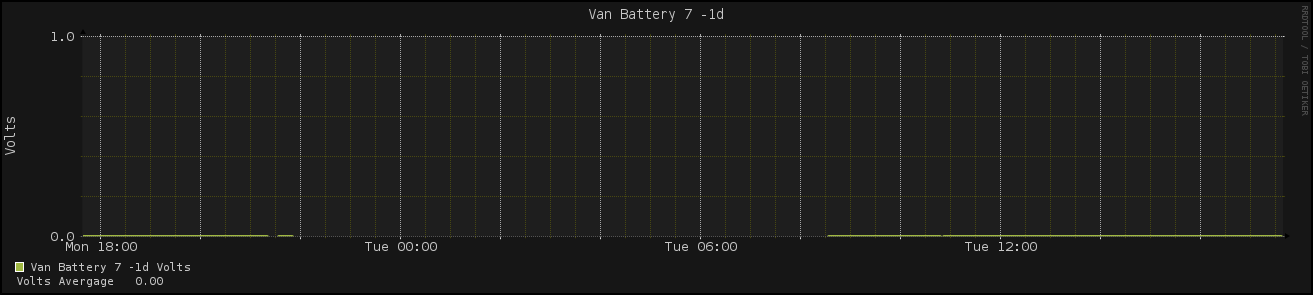 Van Battery 7 -1d
RRDTOOL / TOBI OETIKER
1.0
Volts
0.0
Mon 18:00 Tue 00:00 Tue 06:00 Tue 12:00
Van Battery 7 -1d Volts
Volts Avergage 0.00